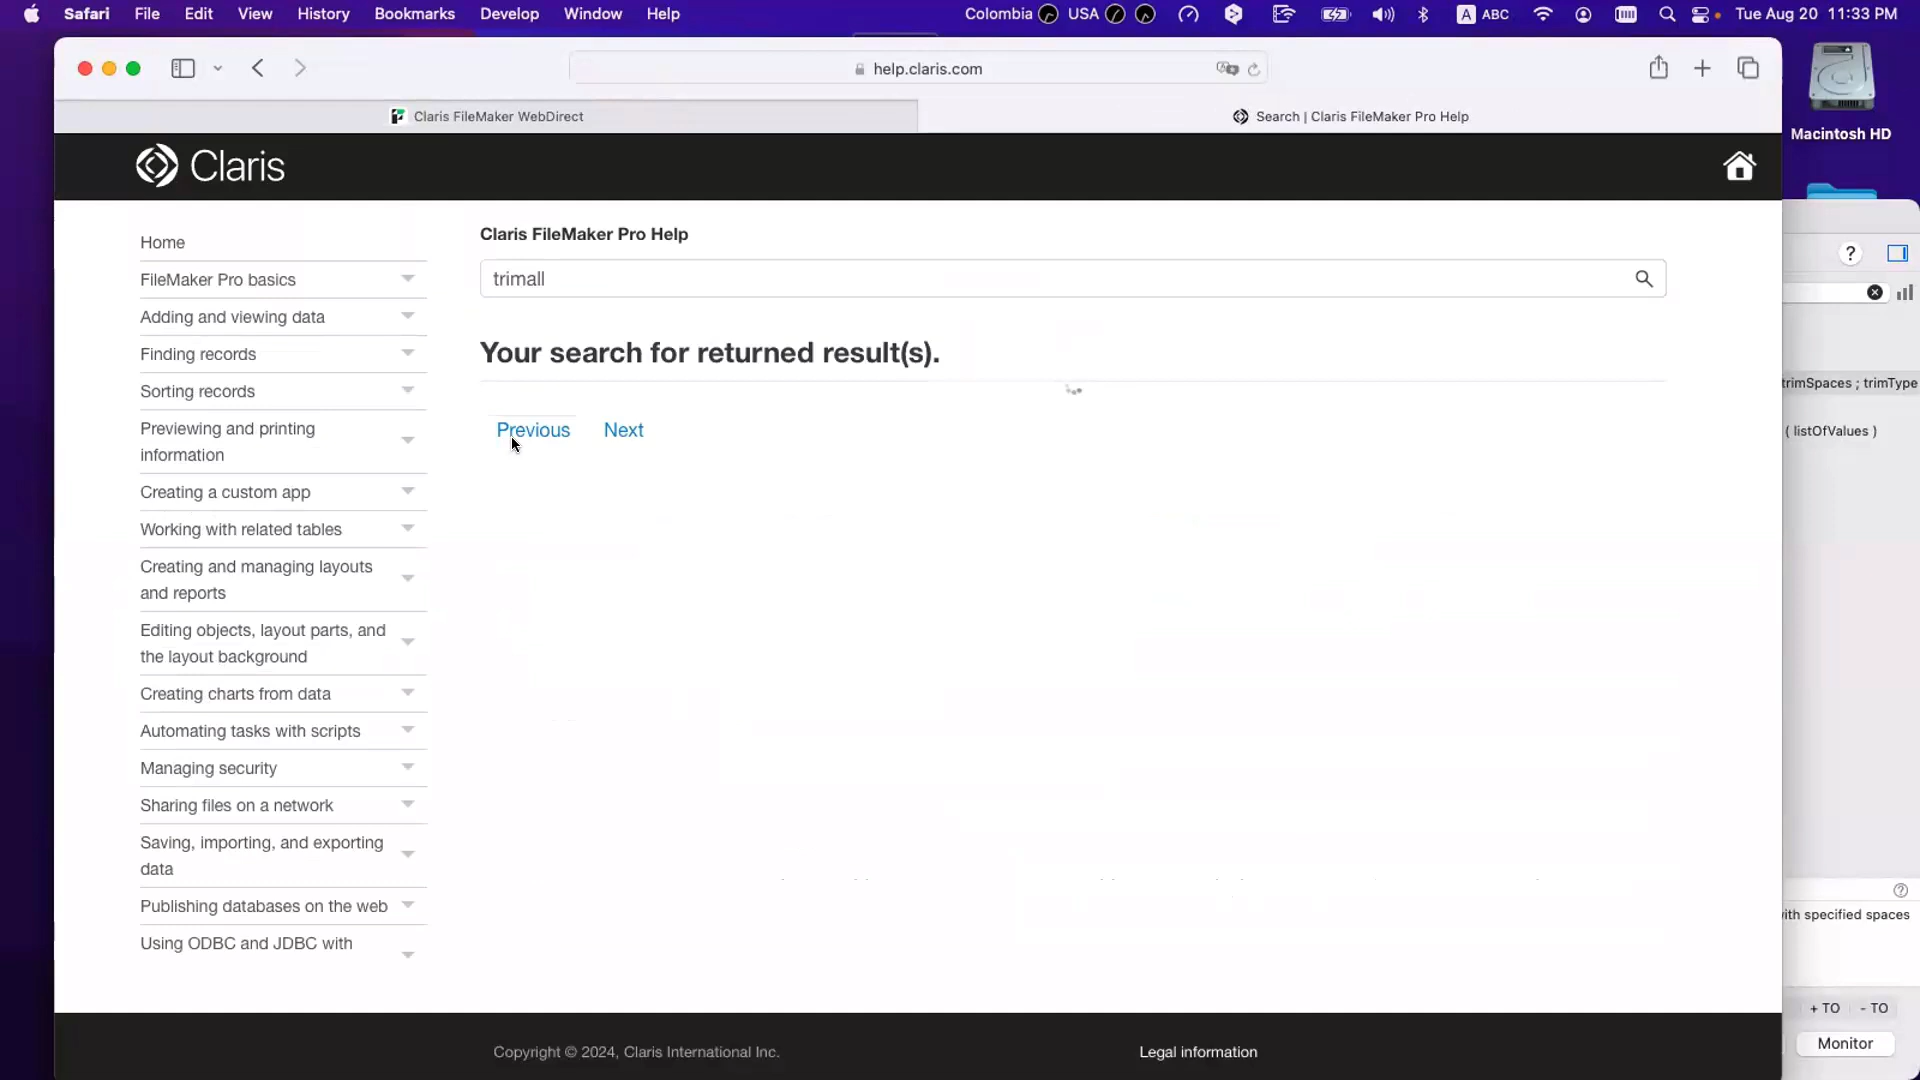 Safari File Edit View History Bookmarks Develop Window Help Colombia USA A ABC Tue Aug 20 11:33 PM
help.claris.com
Macintosh HD
Claris FileMaker WebDirect
Search | Claris FileMaker Pro Help
Claris
Home
FileMaker Pro basics
Adding and viewing data
Finding records
Sorting records
Previewing and printing
information
Creating a custom app
Working with related tables
Creating and managing layouts
and reports
Editing objects, layout parts, and
the layout background
Creating charts from data
Automating tasks with scripts
Managing security
Sharing files on a network
Saving, importing, and exporting
data
Publishing databases on the web
Using ODBC and JDBC with
Claris FileMaker Pro Help
trimall
Your search for returned result(s).
Previous Next
?
trimSpaces ; trimType
( listOfValues )
?
ith specified spaces
+ TO - TO
Monitor
Copyright © 2024, Claris International Inc.
Legal information